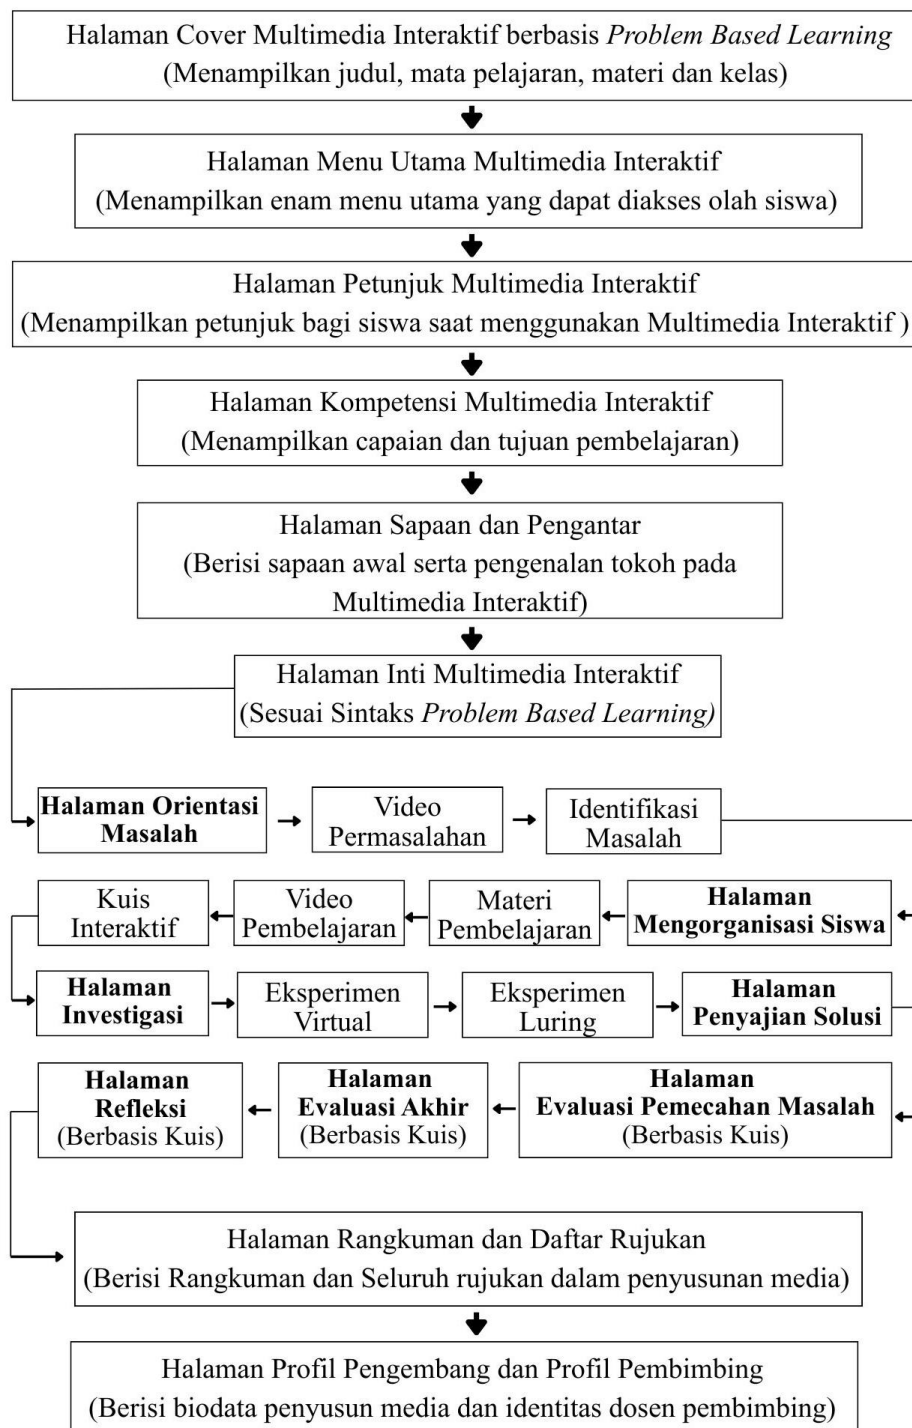 Halaman Cover Multimedia Interaktif berbasis Problem Based Learning
(Menampilkan judul, mata pelajaran, materi dan kelas)
Halaman Menu Utama Multimedia Interaktif
(Menampilkan enam menu utama yang dapat diakses olah siswa)
Halaman Petunjuk Multimedia Interaktif
(Menampilkan petunjuk bagi siswa saat menggunakan Multimedia Interaktif )
Halaman Kompetensi Multimedia Interaktif
(Menampilkan capaian dan tujuan pembelajaran)
Halaman Sapaan dan Pengantar
(Berisi sapaan awal serta pengenalan tokoh pada
Multimedia Interaktif)
Halaman Inti Multimedia Interaktif
(Sesuai Sintaks Problem Based Learning)
Halaman Orientasi
Masalah
Video
Permasalahan
Identifikasi
Masalah
Halaman
Mengorganisasi Siswa
Materi
Pembelajaran
Video
Pembelajaran
Kuis
Interaktif
Halaman
Investigasi
Eksperimen
Virtual
Eksperimen
Luring
Halaman
Penyajian Solusi
Halaman
Evaluasi Pemecahan Masalah
(Berbasis Kuis)
Halaman
Evaluasi Akhir
(Berbasis Kuis)
Halaman
Refleksi
(Berbasis Kuis)
Halaman Rangkuman dan Daftar Rujukan
(Berisi Rangkuman dan Seluruh rujukan dalam penyusunan media)
Halaman Profil Pengembang dan Profil Pembimbing
(Berisi biodata penyusun media dan identitas dosen pembimbing)